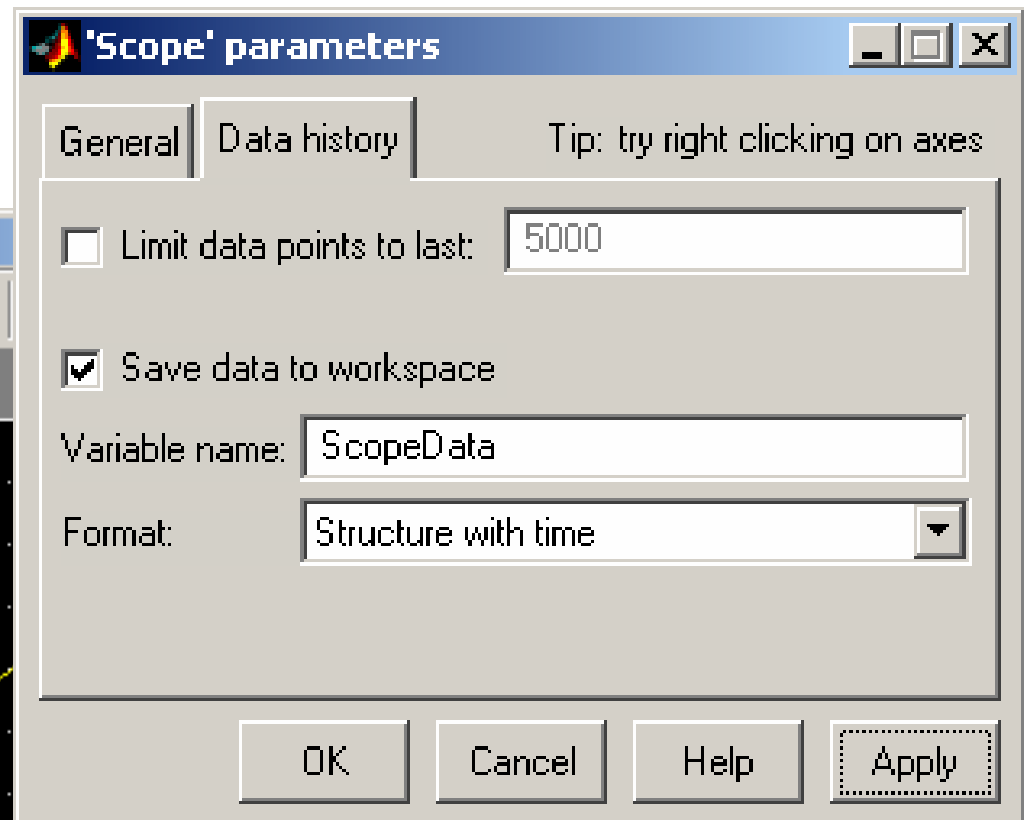 'Scope' parameters
General Data history Tip: try right clicking on axes
Limit data points to last: 5000
Save data to workspace
Variable name: ScopeData
Format: Structure with time
OK Cancel Help Apply